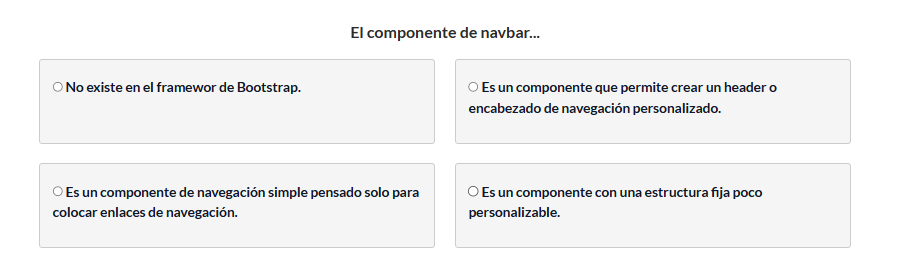 El componente de navbar...
No existe en el framewor de Bootstrap.
Es un componente que permite crear un header o
encabezado de navegación personalizado.
Es un componente de navegación simple pensado solo para
colocar enlaces de navegación.
Es un componente con una estructura fija poco
personalizable.